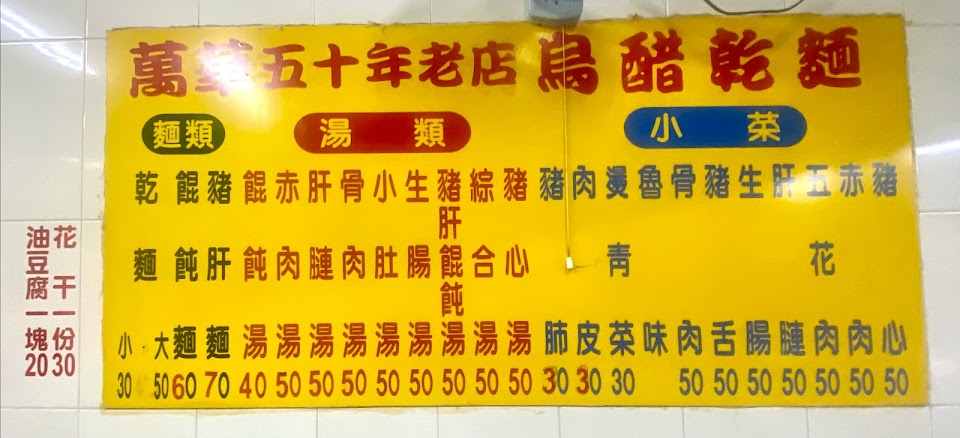 萬華五十年老店 烏醋乾麵
麵類
乾麵 小30 大50
餛飩麵60
豬肝麵70
湯類
餛飩湯40
赤肉湯50
肝膁湯50
骨肉湯50
小肚湯50
生腸湯50
豬肝餛飩湯50
綜合湯50
豬心湯50
小菜
豬肺30
肉皮30
燙青菜30
魯味
骨肉50
豬舌50
生腸50
肝膁50
五花肉50
赤肉50
豬心50
花干一份30
油豆腐一塊20